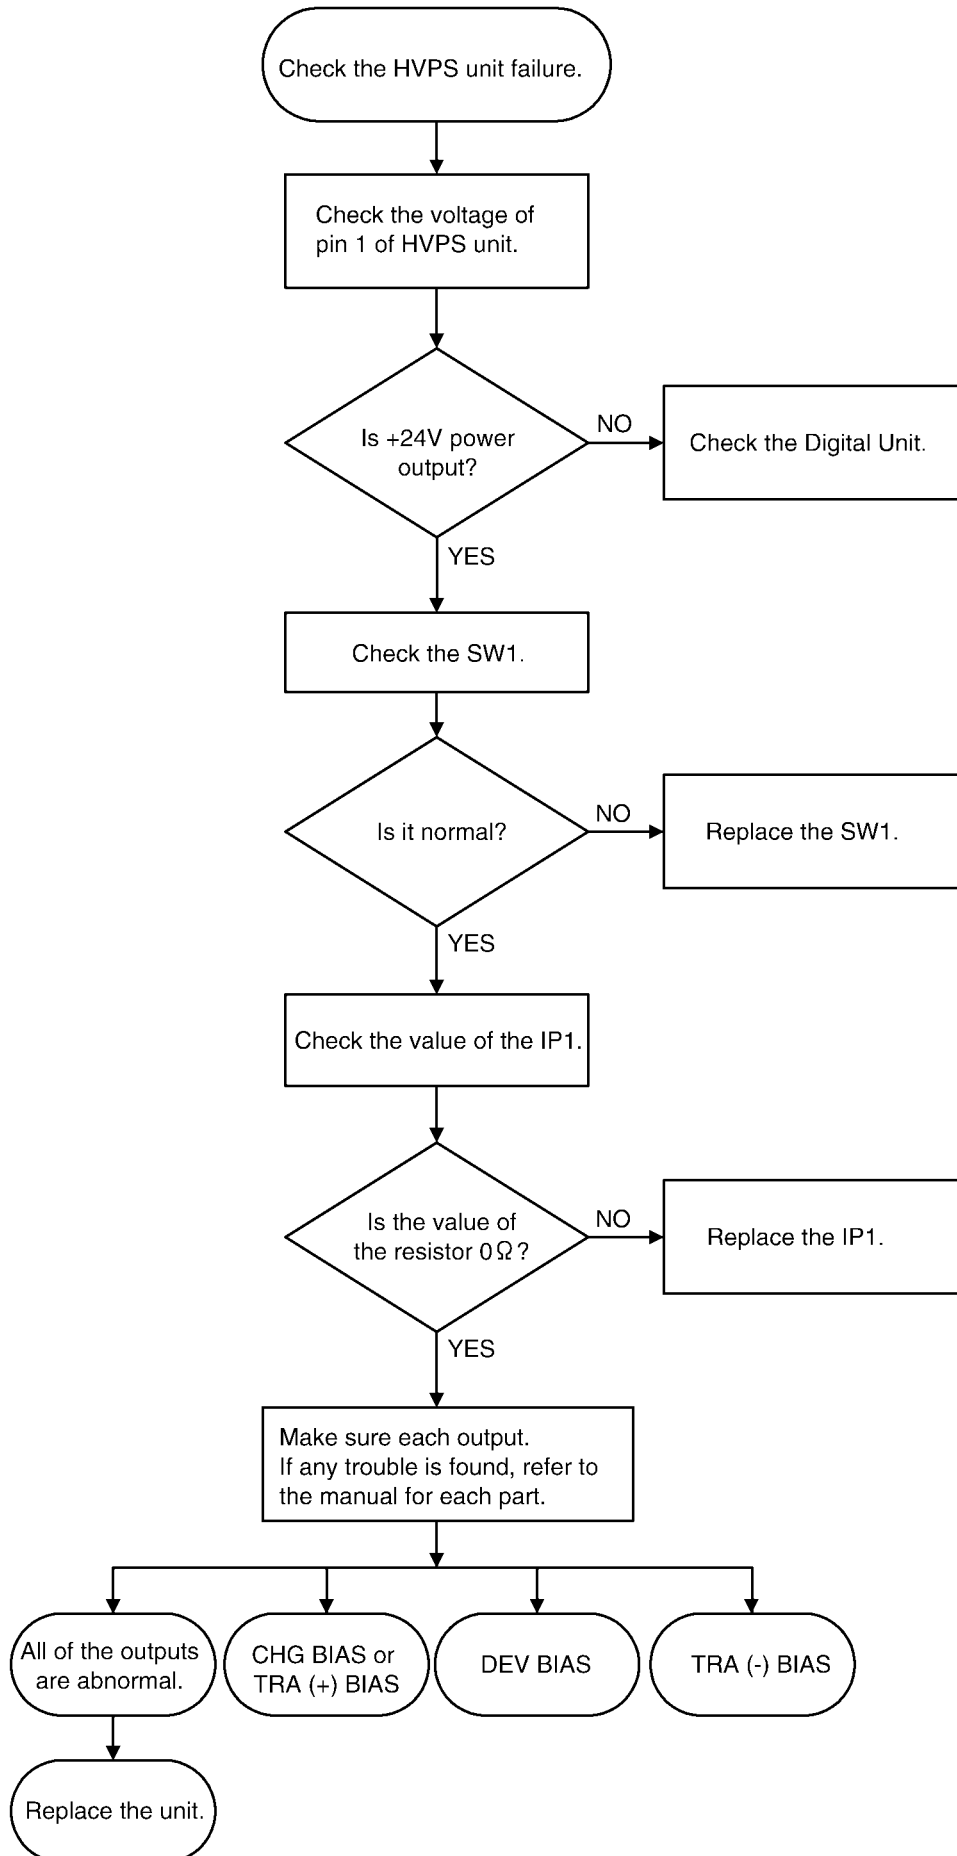 Check the HVPS unit failure.
Check the voltage of
pin 1 of HVPS unit.
Is +24V power
output?
NO
Check the Digital Unit.
YES
Check the SW1.
Is it normal?
NO
Replace the SW1.
YES
Check the value of the IP1.
Is the value of
the resistor 0Ω?
NO
Replace the IP1.
YES
Make sure each output.
If any trouble is found, refer to
the manual for each part.
All of the outputs
are abnormal.
CHG BIAS or
TRA (+) BIAS
DEV BIAS
TRA (-) BIAS
Replace the unit.